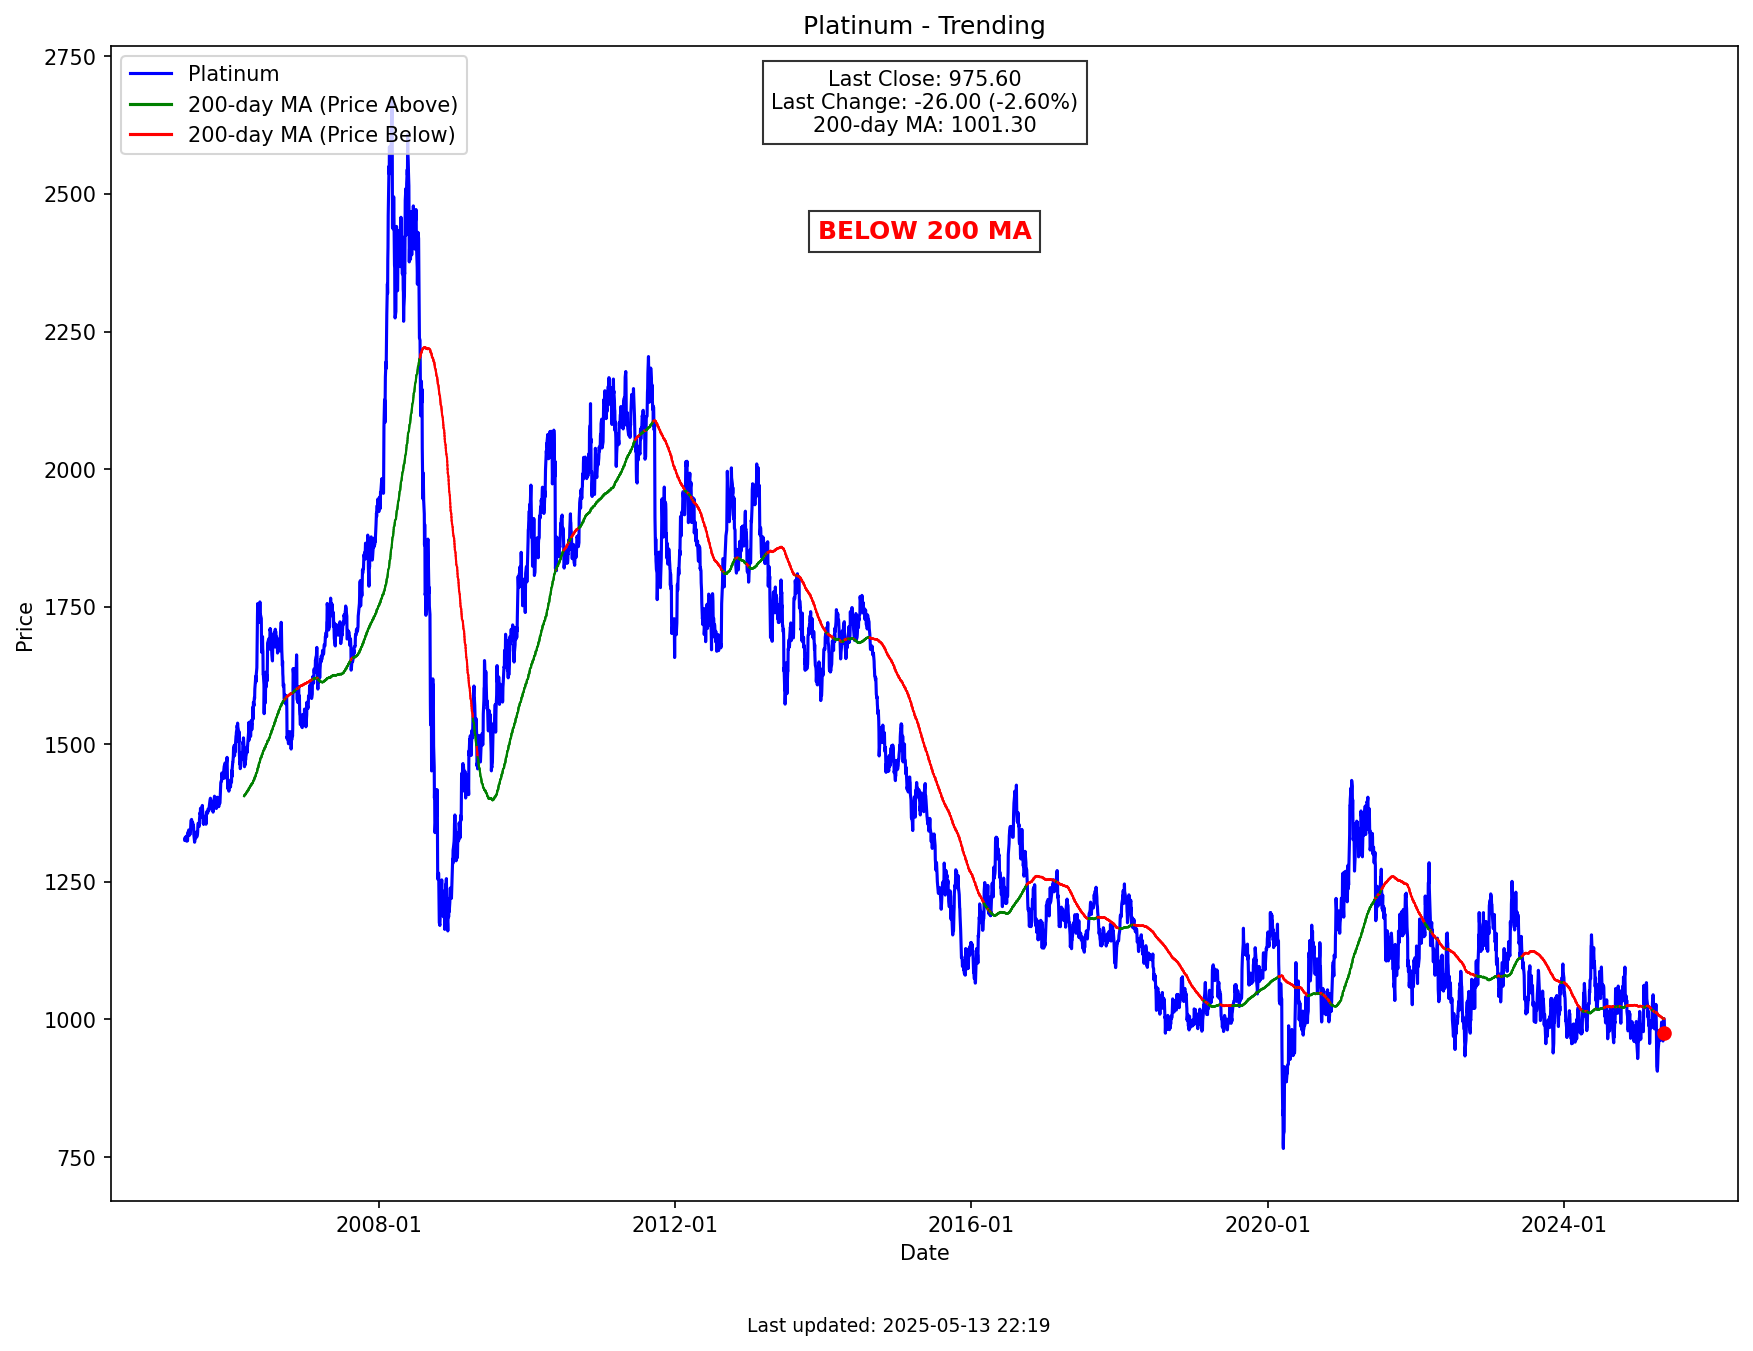 Platinum - Trending
2750
2500
2250
2000
1750
1500
1250
1000
750
Price
Platinum
200-day MA (Price Above)
200-day MA (Price Below)
Last Close: 975.60
Last Change: -26.00 (-2.60%)
200-day MA: 1001.30
BELOW 200 MA
2008-01
2012-01
2016-01
2020-01
2024-01
Date
Last updated: 2025-05-13 22:19